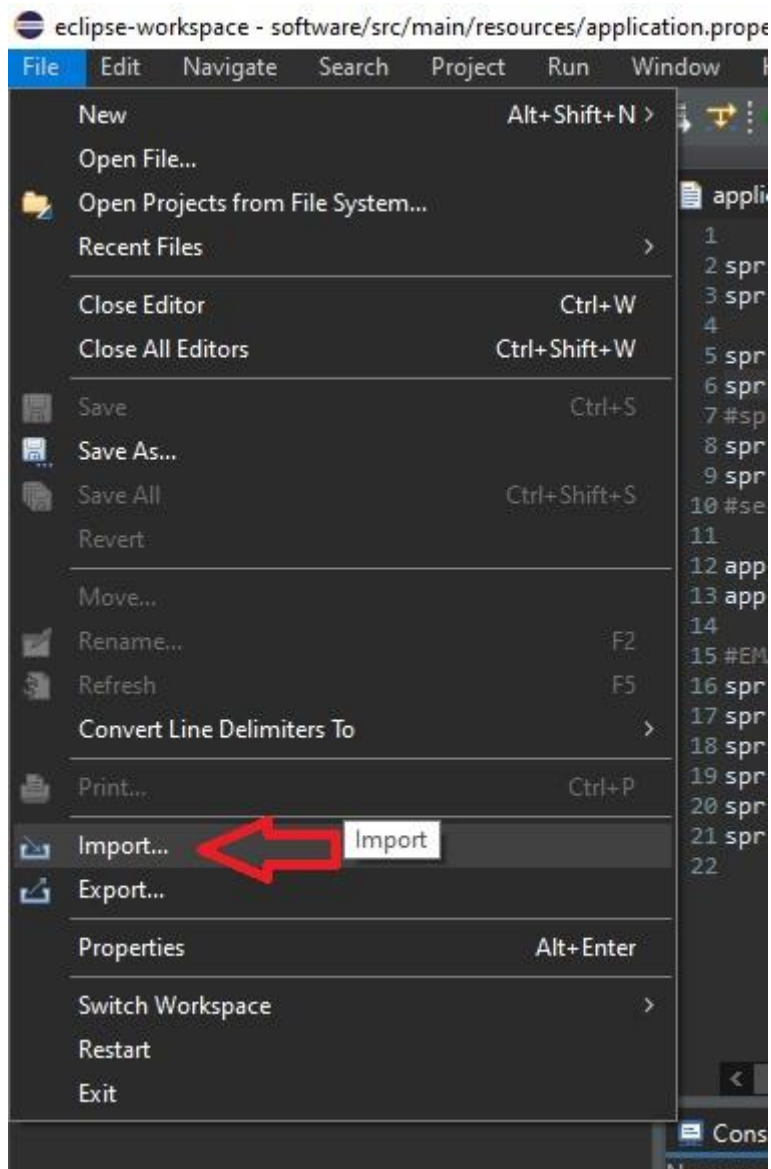 eclipse-workspace - software/src/main/resources/application.prope
File Edit Navigate Search Project Run Window
New Alt+Shift+N >
Open File...
Open Projects from File System...
Recent Files >
Close Editor Ctrl+W
Close All Editors Ctrl+Shift+W
Save Ctrl+S
Save As...
Save All Ctrl+Shift+S
Revert
Move...
Rename... F2
Refresh F5
Convert Line Delimiters To >
Print... Ctrl+P
Import... Import
Export...
Properties Alt+Enter
Switch Workspace >
Restart
Exit
appli
1
2 spr
3 spr
4
5 spr
6 spr
7 #sp
8 spr
9 spr
10 #se
11
12 app
13 app
14
15 #EM
16 spr
17 spr
18 spr
19 spr
20 spr
21 spr
22
<
Cons